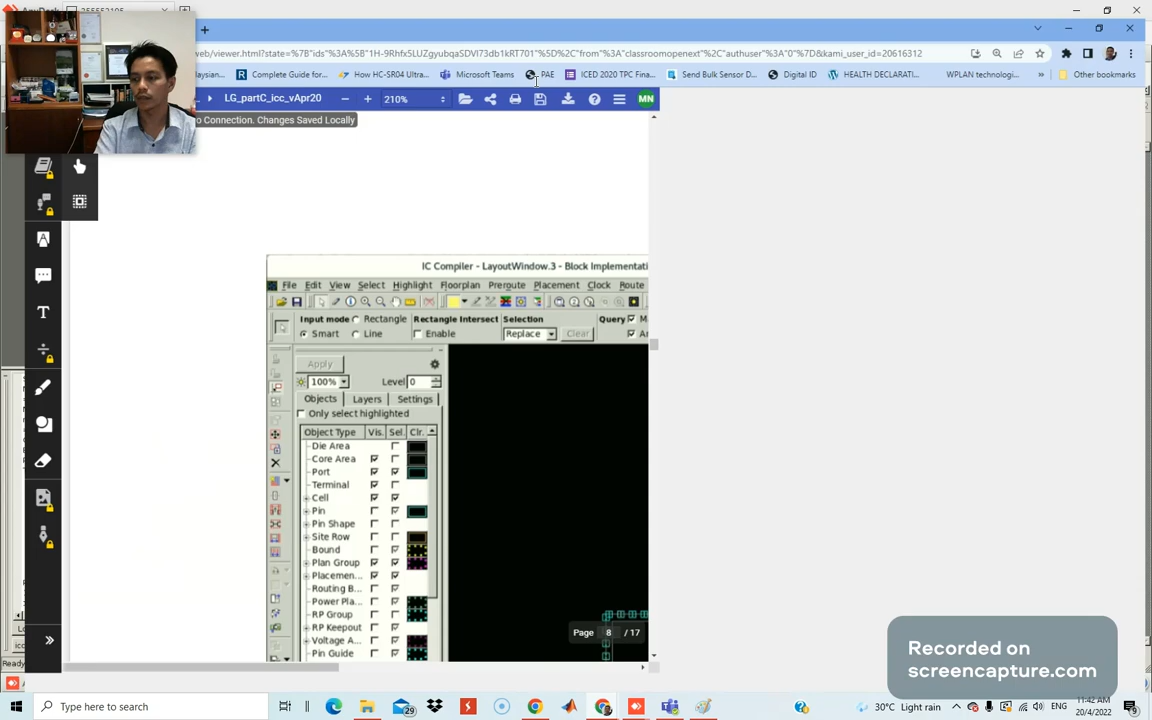 web/viewer.html?state=%7B"ids"%3A%5B"1H-9Rhfx5LUZgyubqaSDVI73db1kRT701"%5D%2C"from"%3A"classroomopenext"%2C"authuser"%3A0"%7D&kami_user_id=20616312
Complete Guide for...
How HC-SR04 Ultra...
Microsoft Teams
PAE
ICED 2020 TPC Fina...
Send Bulk Sensor D...
Digital ID
HEALTH DECLARATI...
WPLAN technologi...
»
Other bookmarks
LG_partC_icc_vApr20
210%
MN
o Connection. Changes Saved Locally
IC Compiler - LayoutWindow.3 - Block Implementati
File Edit View Select Highlight Floorplan Preroute Placement Clock Route
Input mode Rectangle Rectangle Intersect Selection Query
Smart Line Enable Replace Clear
Apply
100% Level 0
Objects Layers Settings
Only select highlighted
Object Type Vis. Sel. Clr.
Die Area
Core Area
Port
Terminal
Cell
Pin
Pin Shape
Site Row
Bound
Plan Group
Placemen...
Routing B...
Power Pla...
RP Group
RP Keepout
Voltage A...
Pin Guide
Page 8 / 17
Recorded on
screencapture.com
Type here to search
29
30°C Light rain
ENG
11:42 AM
20/4/2022